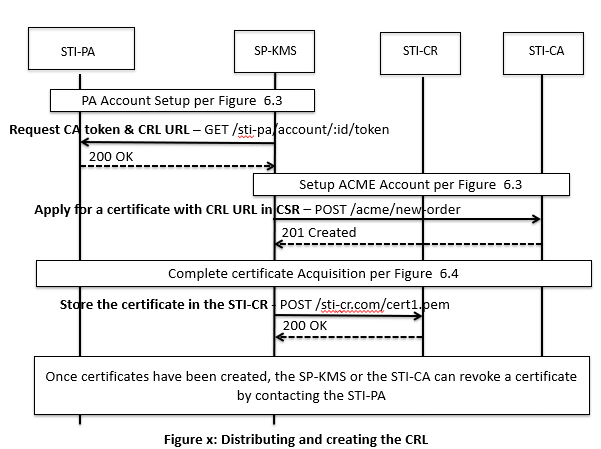 STI-PA
SP-KMS
STI-CR
STI-CA
PA Account Setup per Figure 6.3
Request CA token & CRL URL – GET /sti-pa/account/:id/token
200 OK
Setup ACME Account per Figure 6.3
Apply for a certificate with CRL URL in CSR – POST /acme/new-order
201 Created
Complete certificate Acquisition per Figure 6.4
Store the certificate in the STI-CR - POST /sti-cr.com/cert1.pem
200 OK
Once certificates have been created, the SP-KMS or the STI-CA can revoke a certificate
by contacting the STI-PA
Figure x: Distributing and creating the CRL